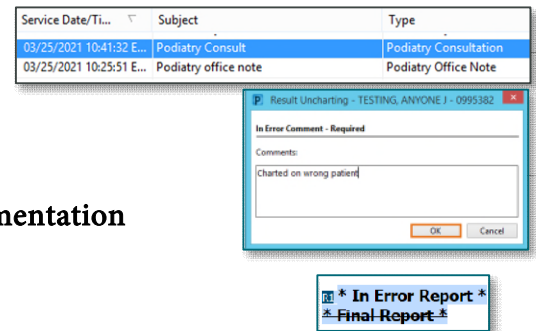 Service Date/Ti... Subject Type
03/25/2021 10:41:32 E... Podiatry Consult Podiatry Consultation
03/25/2021 10:25:51 E... Podiatry office note Podiatry Office Note
Result Uncharting - TESTING, ANYONE J - 0995382
In Error Comment - Required
Comments:
Charted on wrong patient
OK Cancel
mentation
* In Error Report *
* Final Report *